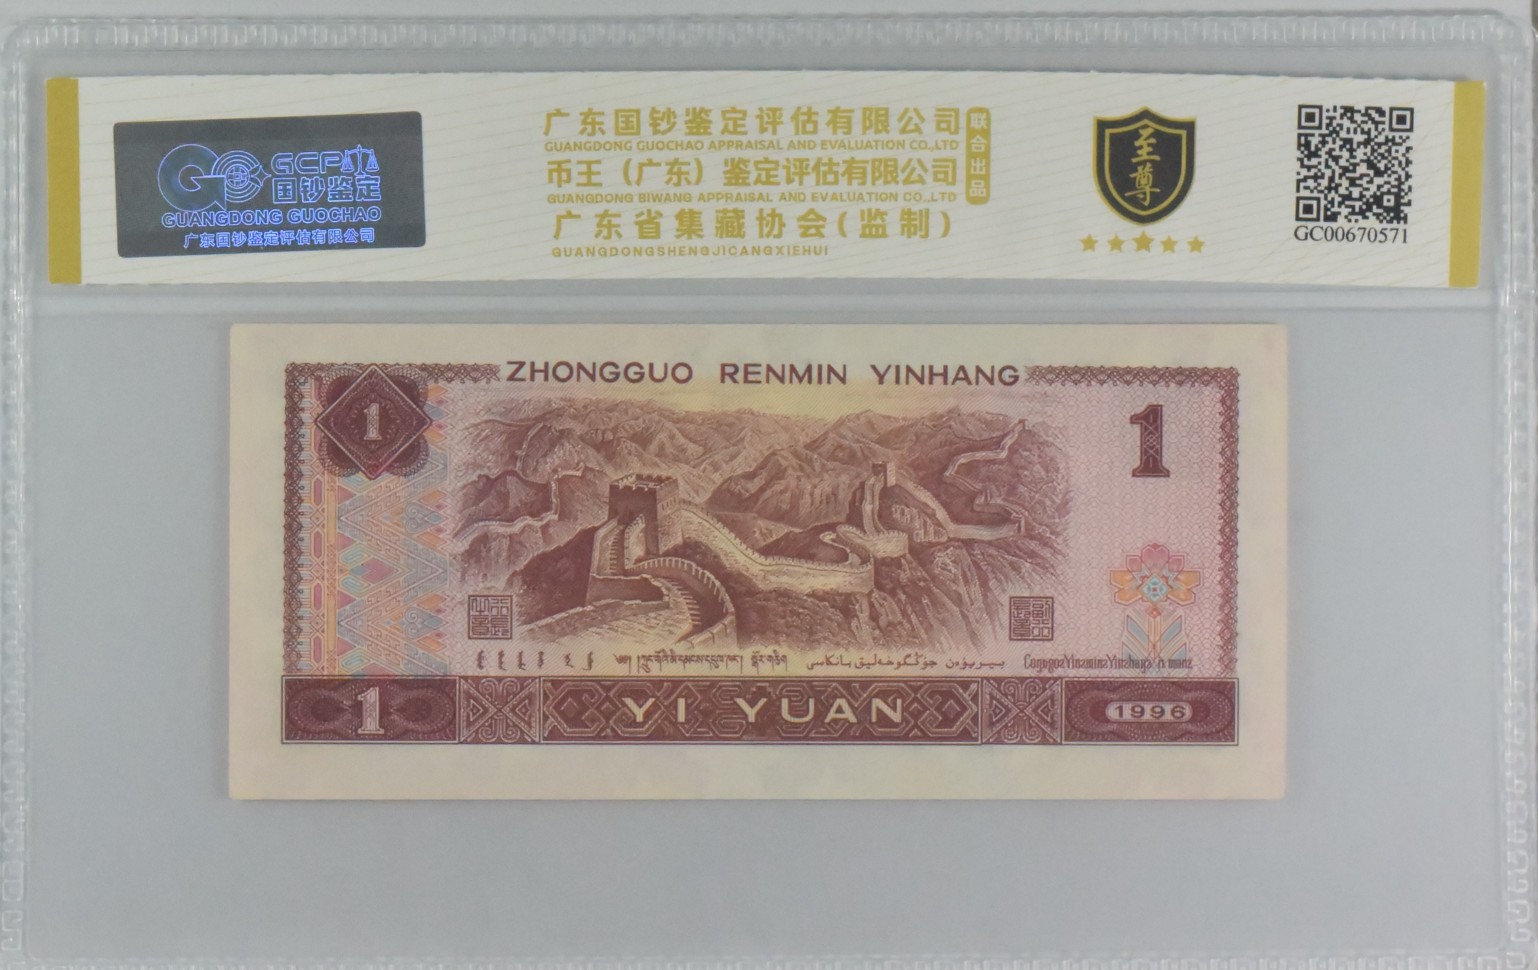 GCP
国钞鉴定
GUANGDONG GUOCHAO
广东国钞鉴定评估有限公司
广东国钞鉴定评估有限公司
GUANGDONG GUOCHAO APPRAISAL AND EVALUATION CO.,LTD
币王（广东）鉴定评估有限公司
GUANGDONG BIWANG APPRAISAL AND EVALUATION CO.,LTD
联合出品
广东省集藏协会(监制)
GUANGDONGSHENGJICANGXIEHUI
至尊
GC00670571
ZHONGGUO RENMIN YINHANG
1
1
1
YI YUAN
1996